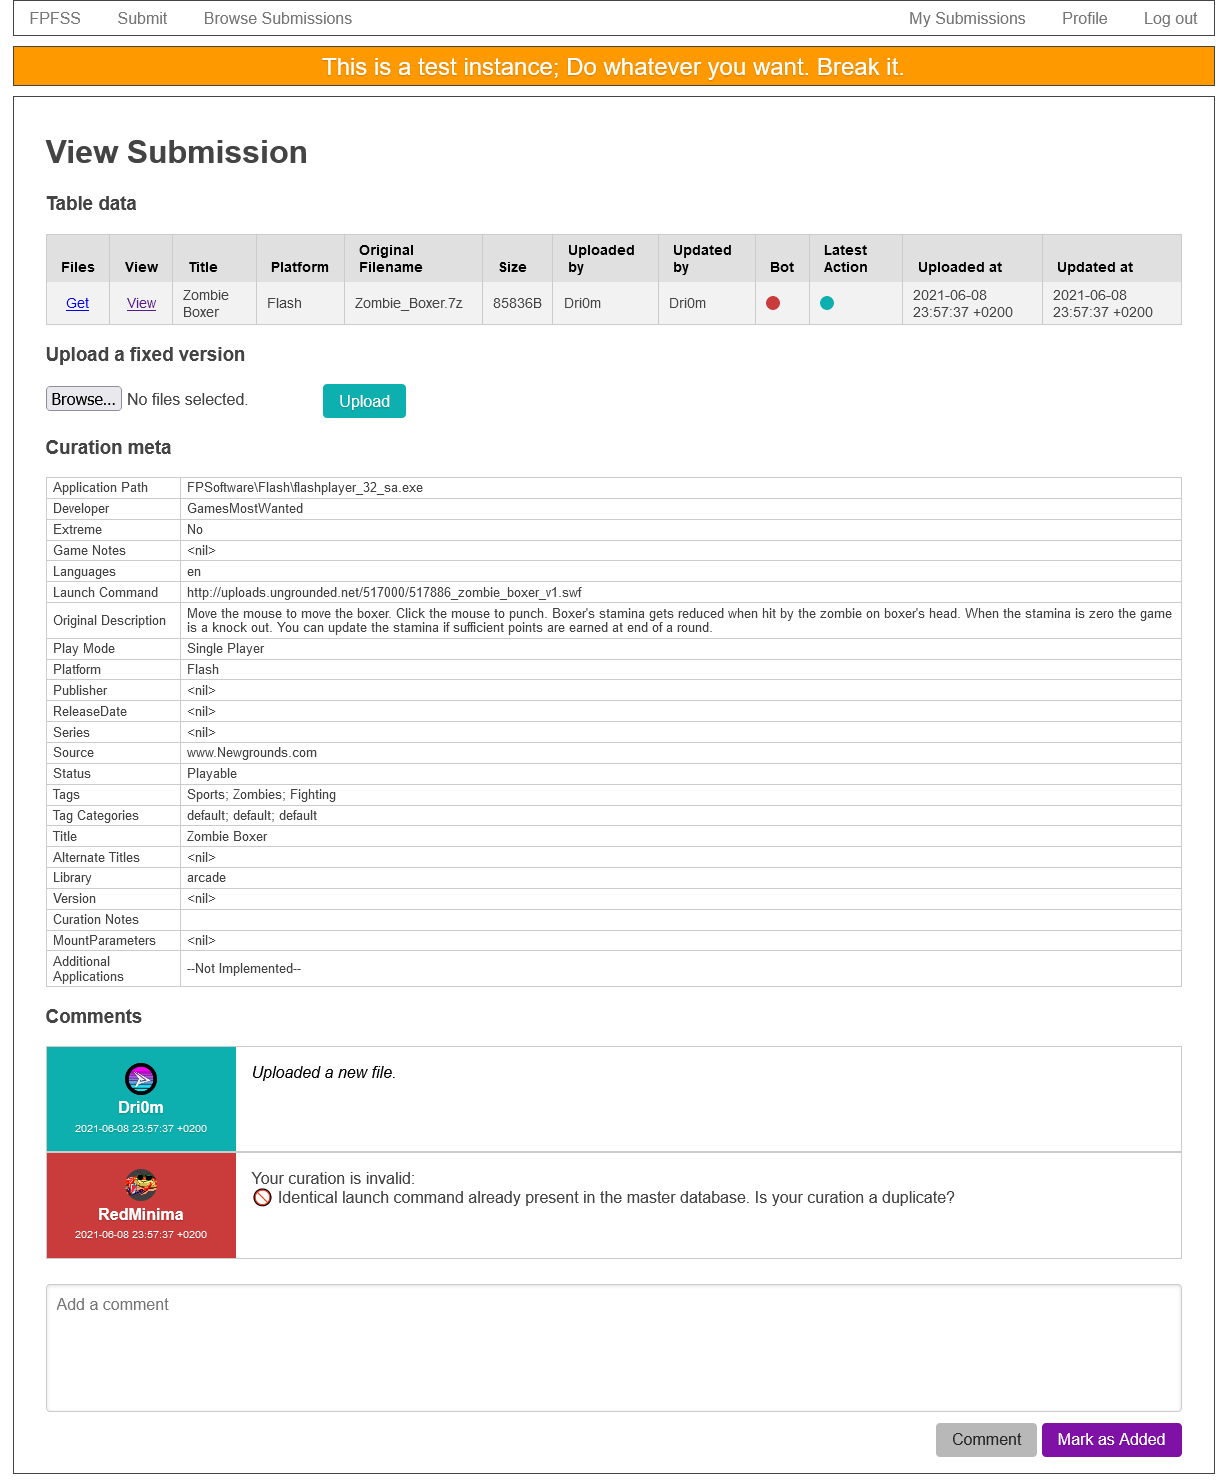 FPFSS Submit Browse Submissions My Submissions Profile Log out
This is a test instance; Do whatever you want. Break it.
View Submission
Table data
Files View Title Platform Original Filename Size Uploaded by Updated by Bot Latest Action Uploaded at Updated at
Get View Zombie Boxer Flash Zombie_Boxer.7z 85836B Dri0m Dri0m 2021-06-08 23:57:37 +0200 2021-06-08 23:57:37 +0200
Upload a fixed version
Browse... No files selected. Upload
Curation meta
Application Path FPSoftware\Flash\flashplayer_32_sa.exe
Developer GamesMostWanted
Extreme No
Game Notes <nil>
Languages en
Launch Command http://uploads.ungrounded.net/517000/517886_zombie_boxer_v1.swf
Original Description Move the mouse to move the boxer. Click the mouse to punch. Boxer's stamina gets reduced when hit by the zombie on boxer's head. When the stamina is zero the game
is a knock out. You can update the stamina if sufficient points are earned at end of a round.
Play Mode Single Player
Platform Flash
Publisher <nil>
ReleaseDate <nil>
Series <nil>
Source www.Newgrounds.com
Status Playable
Tags Sports; Zombies; Fighting
Tag Categories default; default; default
Title Zombie Boxer
Alternate Titles <nil>
Library arcade
Version <nil>
Curation Notes
MountParameters <nil>
Additional Applications --Not Implemented--
Comments
Uploaded a new file.
Dri0m
2021-06-08 23:57:37 +0200
Your curation is invalid:
🚫 Identical launch command already present in the master database. Is your curation a duplicate?
RedMinima
2021-06-08 23:57:37 +0200
Add a comment
Comment Mark as Added